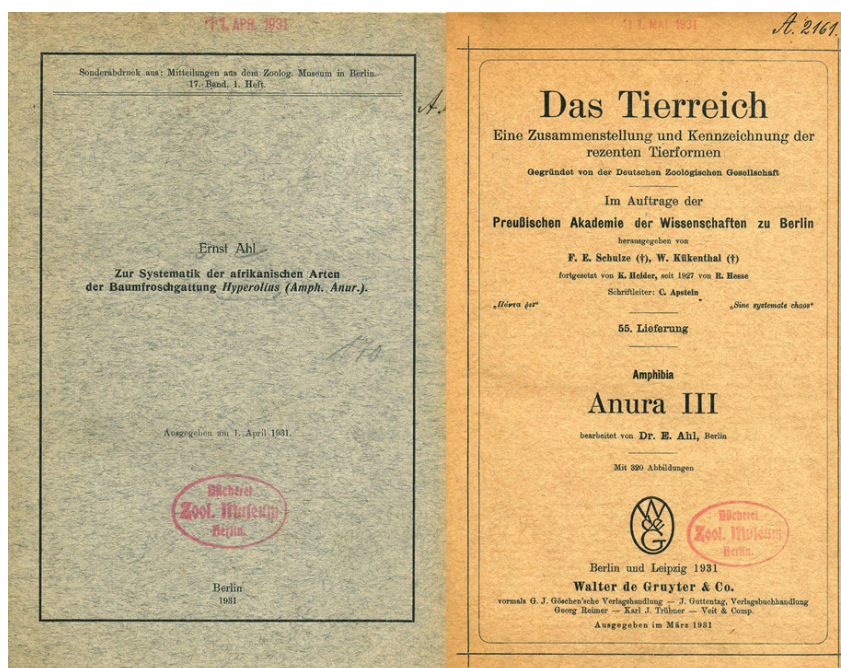 11. APR. 1931
Sonderabdruck aus: Mitteilungen aus dem Zoolog. Museum in Berlin.
17. Band, 1. Heft.
Ernst Ahl
Zur Systematik der afrikanischen Arten
der Baumfroschgattung Hyperolius (Amph. Anur.).
170
Ausgegeben am 1. April 1931.
Bücherei
Zool. Museum
Berlin.
Berlin
1931
11. MAI 1931
A. 2161.
Das Tierreich
Eine Zusammenstellung und Kennzeichnung der
rezenten Tierformen
Gegründet von der Deutschen Zoologischen Gesellschaft
Im Auftrage der
Preußischen Akademie der Wissenschaften zu Berlin
herausgegeben von
F. E. Schulze (†), W. Kükenthal (†)
fortgesetzt von K. Heider, seit 1927 von R. Hesse
Schriftleiter: C. Apstein
„Πάντα ῥεῖ“ „Sine systemate chaos“
55. Lieferung
Amphibia
Anura III
bearbeitet von Dr. E. Ahl, Berlin
Mit 320 Abbildungen
W de G
Bücherei
Zool. Museum
Berlin.
Berlin und Leipzig 1931
Walter de Gruyter & Co.
vormals G. J. Göschen'sche Verlagshandlung — J. Guttentag, Verlagsbuchhandlung
Georg Reimer — Karl J. Trübner — Veit & Comp.
Ausgegeben im März 1931